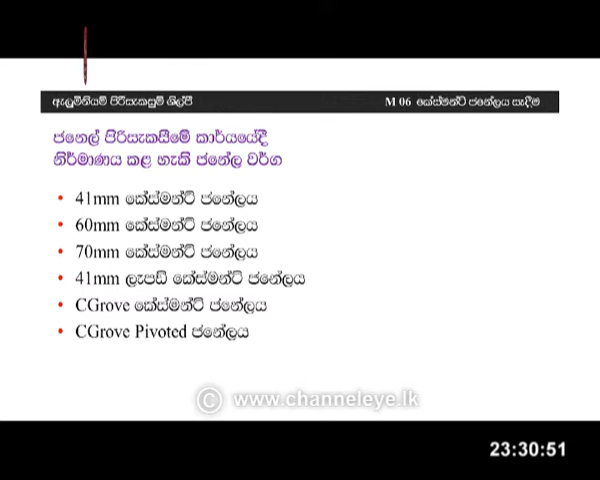 ඇලුමිනියම් පිරිසැකසුම් ශිල්පී
M 06 කේස්මන්ට් ජනේලය සෑදීම
ජනෙල් පිරිසැකසීමේ කාර්යයේදී
නිර්මාණය කළ හැකි ජනේල වර්ග
• 41mm කේස්මන්ට් ජනේලය
• 60mm කේස්මන්ට් ජනේලය
• 70mm කේස්මන්ට් ජනේලය
• 41mm ලැපඩ් කේස්මන්ට් ජනේලය
• CGrove කේස්මන්ට් ජනේලය
• CGrove Pivoted ජනේලය
© www.channeleye.lk
23:30:51